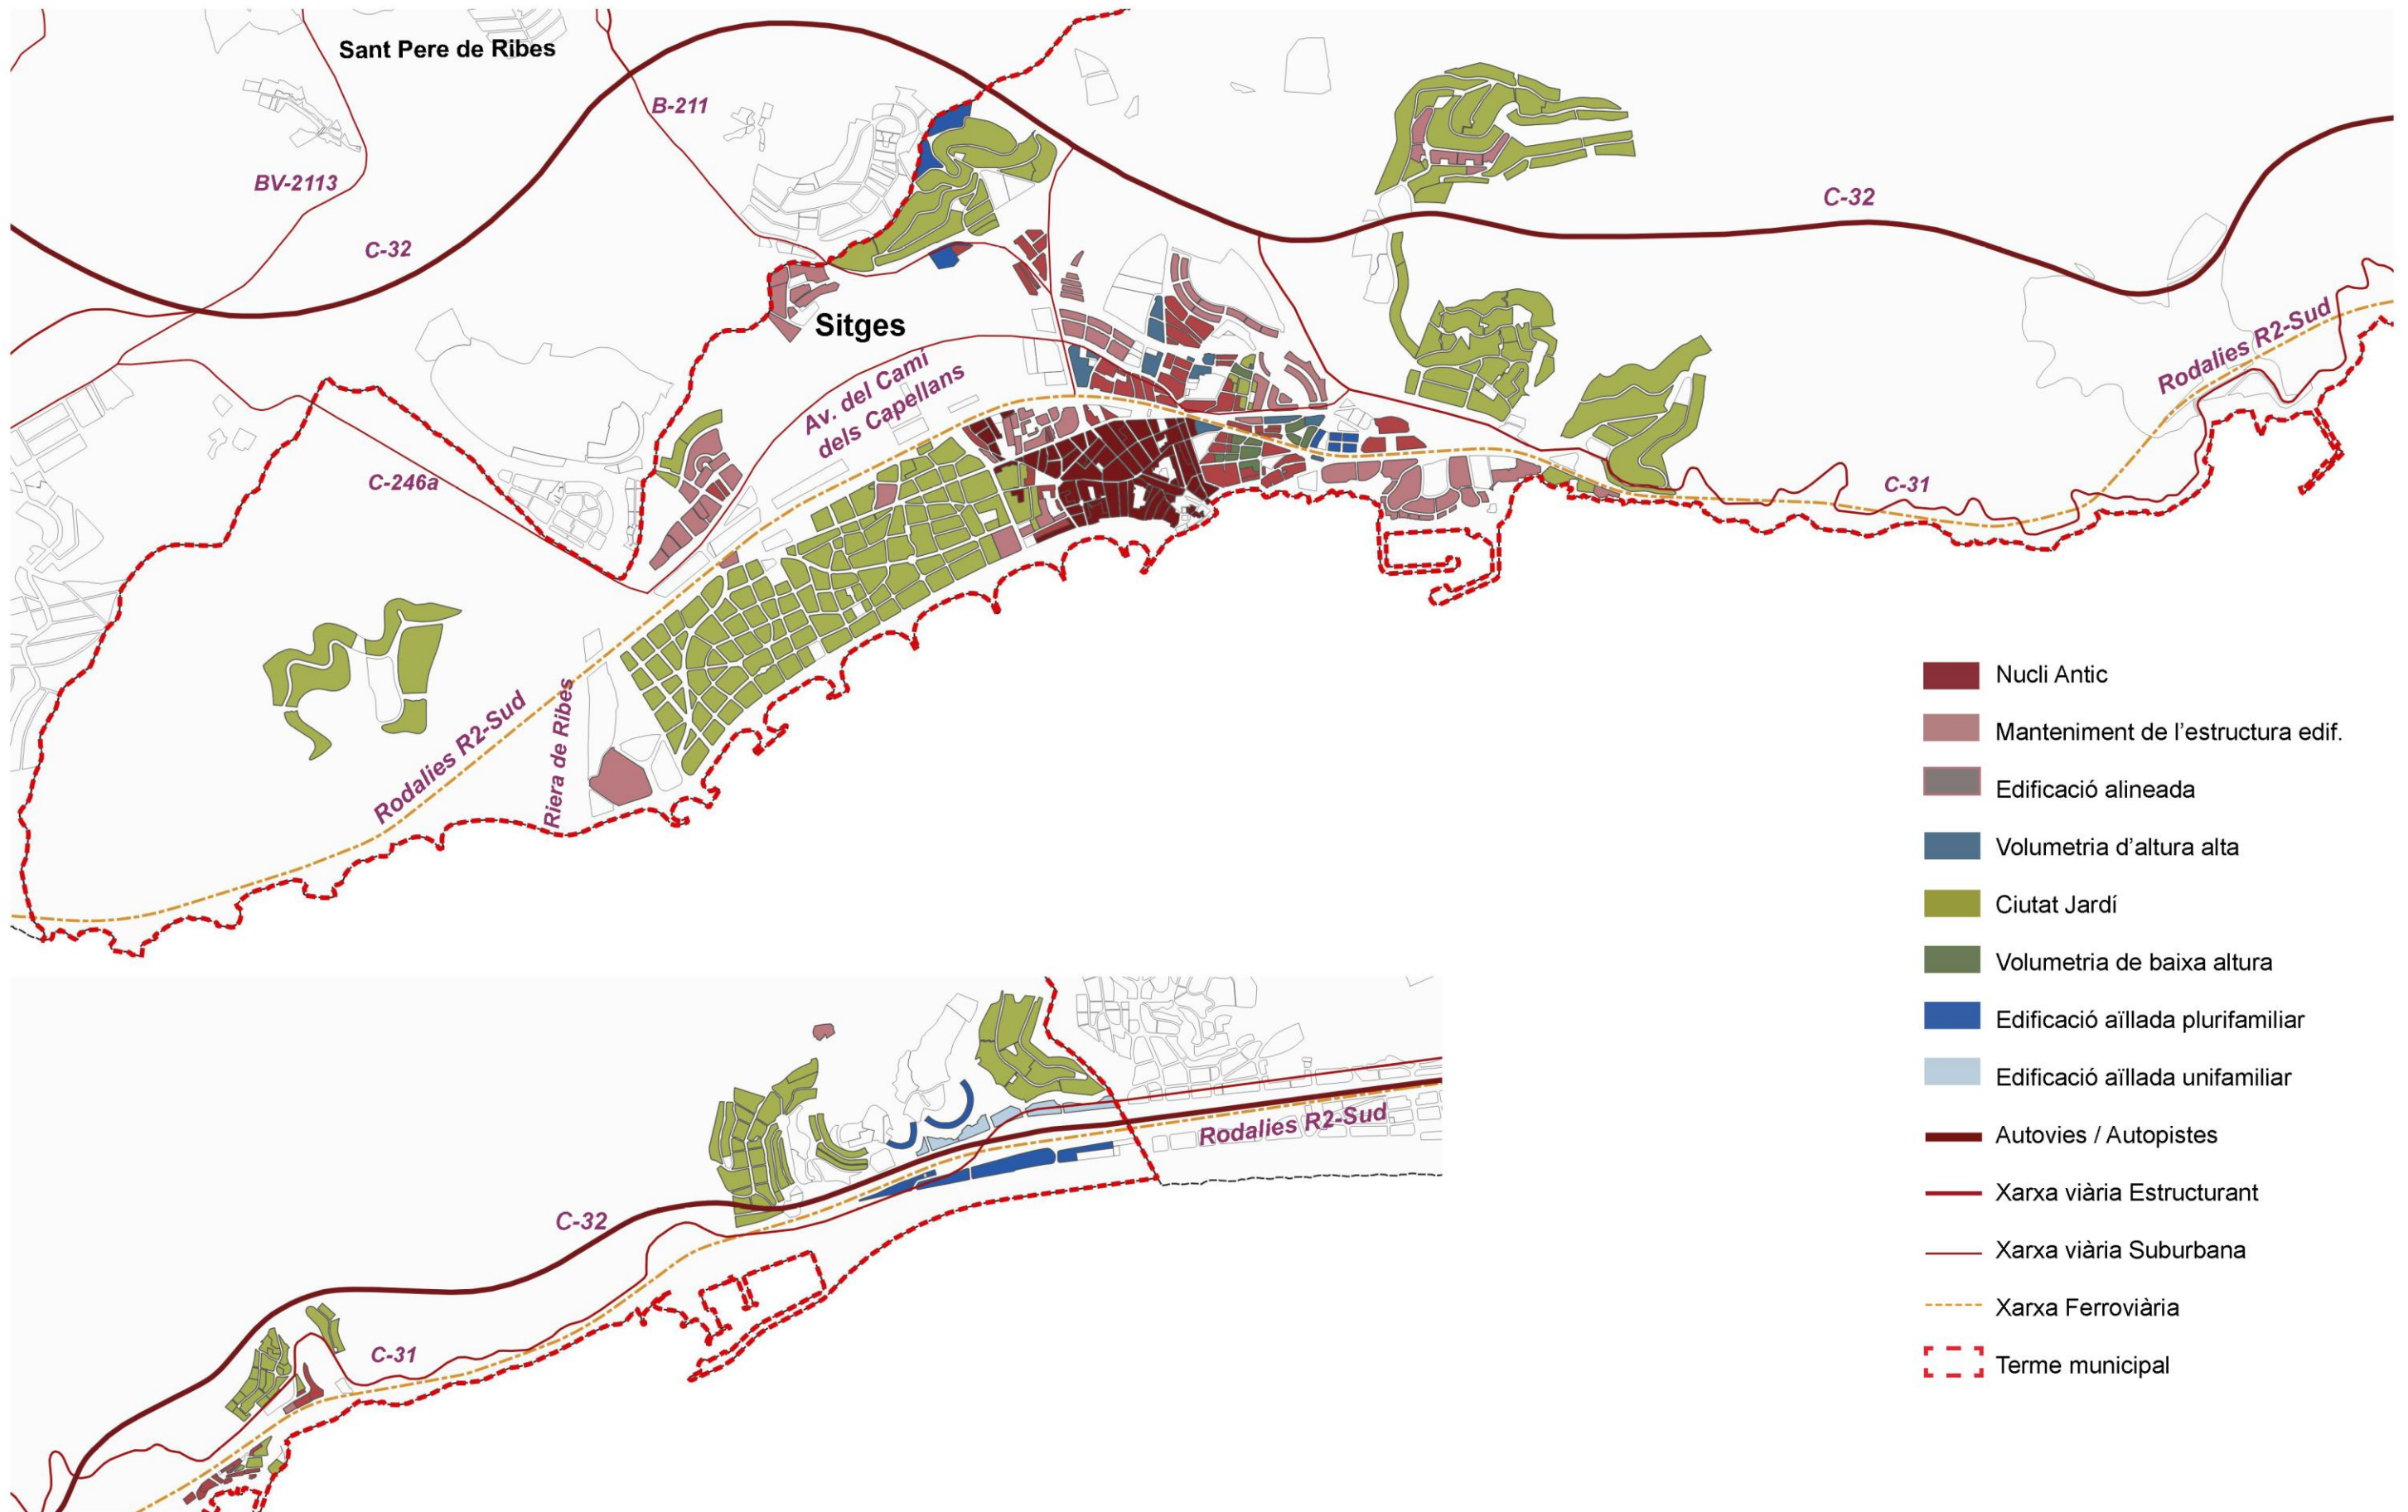 Sant Pere de Ribes
B-211
BV-2113
C-32
C-32
Sitges
Av. del Camí
dels Capellans
Rodalies R2-Sud
C-246a
C-31
Rodalies R2-Sud
Riera de Ribes
Nucli Antic
Manteniment de l'estructura edif.
Edificació alineada
Volumetria d'altura alta
Ciutat Jardí
Volumetria de baixa altura
Edificació aïllada plurifamiliar
Edificació aïllada unifamiliar
Autovies / Autopistes
Xarxa viària Estructurant
Xarxa viària Suburbana
Xarxa Ferroviària
Terme municipal
Rodalies R2-Sud
C-32
C-31